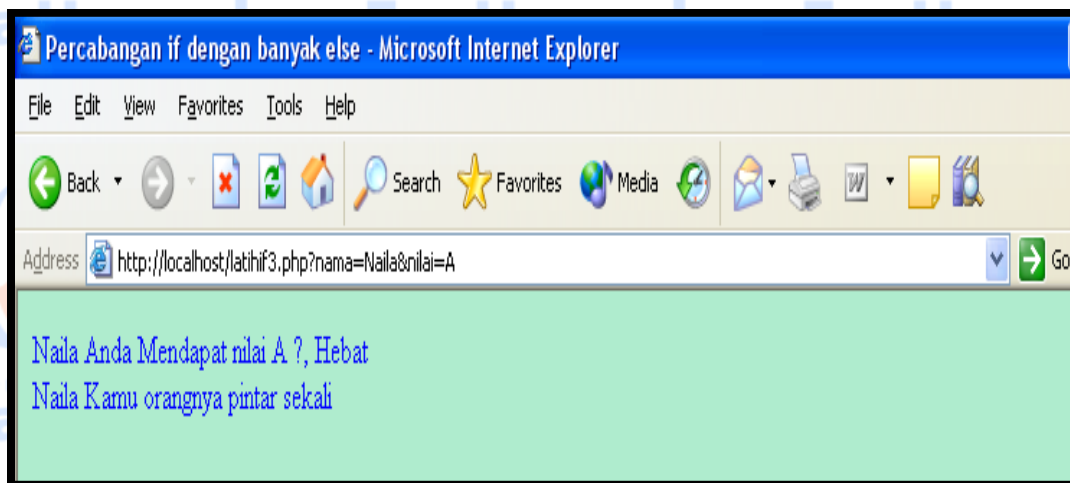 Percabangan if dengan banyak else - Microsoft Internet Explorer
File Edit View Favorites Tools Help
Back Search Favorites Media W
Address http://localhost/latihif3.php?nama=Naila&nilai=A Go
Naila Anda Mendapat nilai A ?, Hebat
Naila Kamu orangnya pintar sekali